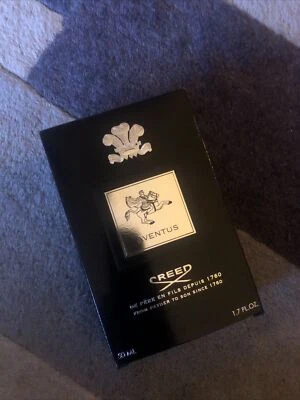 AVENTUS
CREED
DE PÈRE EN FILS DEPUIS 1760
FROM FATHER TO SON SINCE 1760
50 mL
1.7 FL.OZ.